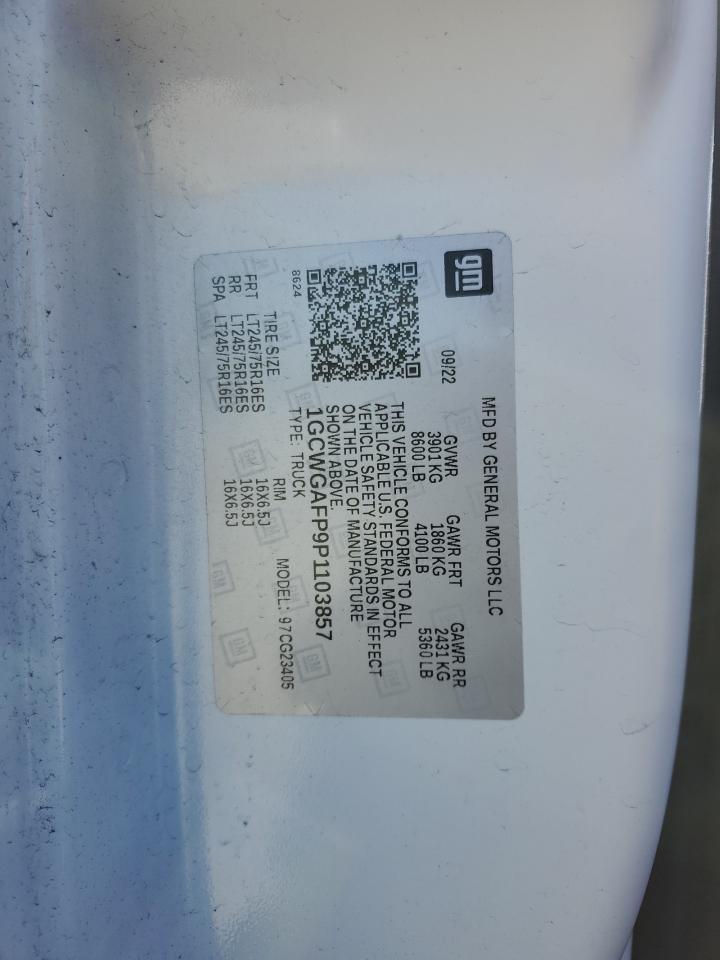 gm
MFD BY GENERAL MOTORS LLC
09/22 GVWR GAWR FRT GAWR RR
3901 KG 1860 KG 2431 KG
8600 LB 4100 LB 5360 LB
THIS VEHICLE CONFORMS TO ALL
APPLICABLE U.S. FEDERAL MOTOR
VEHICLE SAFETY STANDARDS IN EFFECT
ON THE DATE OF MANUFACTURE
SHOWN ABOVE.
1GCWGAFP9P1103857
8624 TYPE: TRUCK MODEL: 97CG23405
TIRE SIZE RIM
FRT LT245/75R16ES 16X6.5J
RR LT245/75R16ES 16X6.5J
SPA LT245/75R16ES 16X6.5J